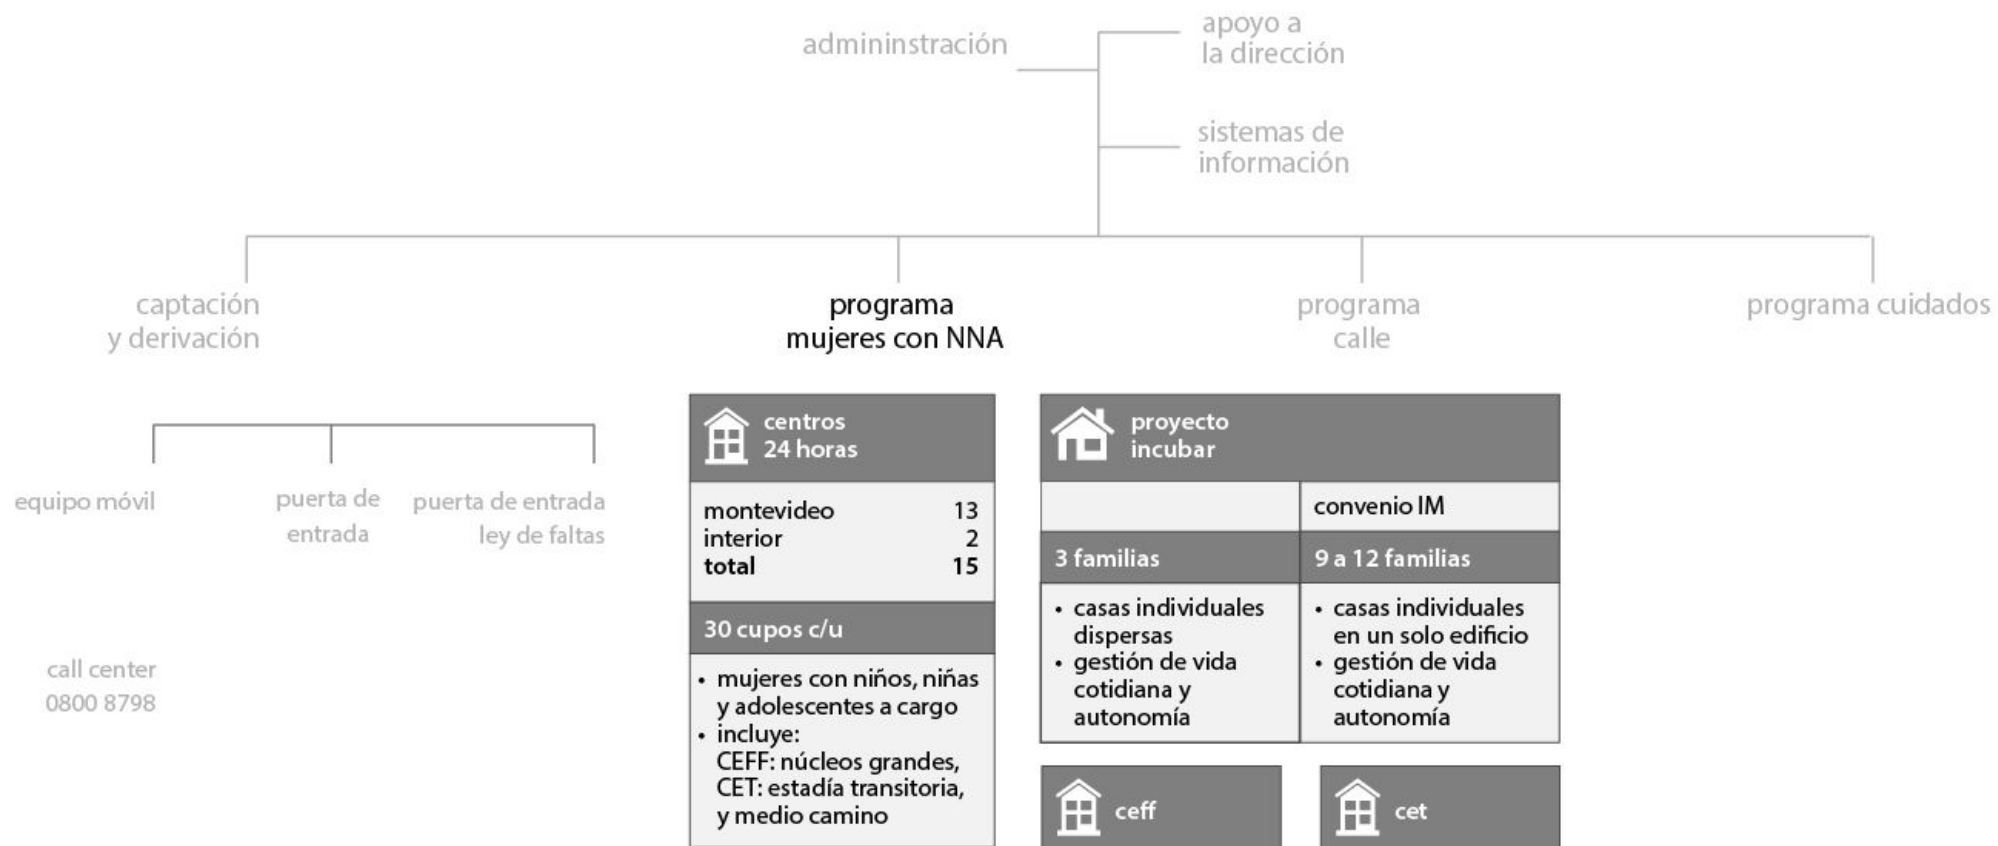 admininstración
apoyo a
la dirección
sistemas de
información
captación
y derivación
programa
mujeres con NNA
programa
calle
programa cuidados
equipo móvil
puerta de
entrada
puerta de entrada
ley de faltas
call center
0800 8798
centros
24 horas
montevideo 13
interior 2
total 15
30 cupos c/u
• mujeres con niños, niñas
y adolescentes a cargo
• incluye:
CEFF: núcleos grandes,
CET: estadía transitoria,
y medio camino
proyecto
incubar
convenio IM
3 familias
9 a 12 familias
• casas individuales
dispersas
• gestión de vida
cotidiana y
autonomía
• casas individuales
en un solo edificio
• gestión de vida
cotidiana y
autonomía
ceff
cet